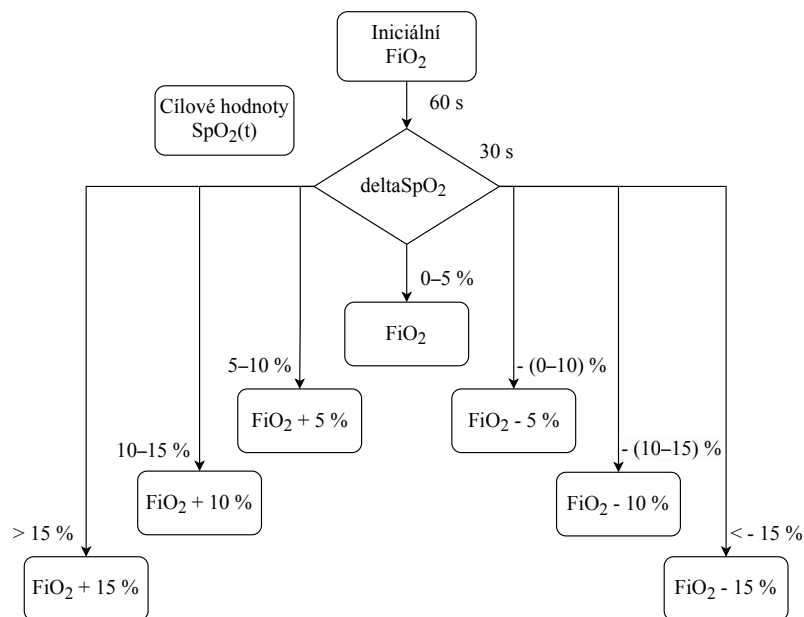 Iniciální
FiO₂
60 s
Cílové hodnoty
SpO₂(t)
30 s
deltaSpO₂
0–5 %
FiO₂
5–10 %
- (0–10) %
FiO₂ + 5 %
FiO₂ - 5 %
10–15 %
- (10–15) %
FiO₂ + 10 %
FiO₂ - 10 %
> 15 %
< - 15 %
FiO₂ + 15 %
FiO₂ - 15 %